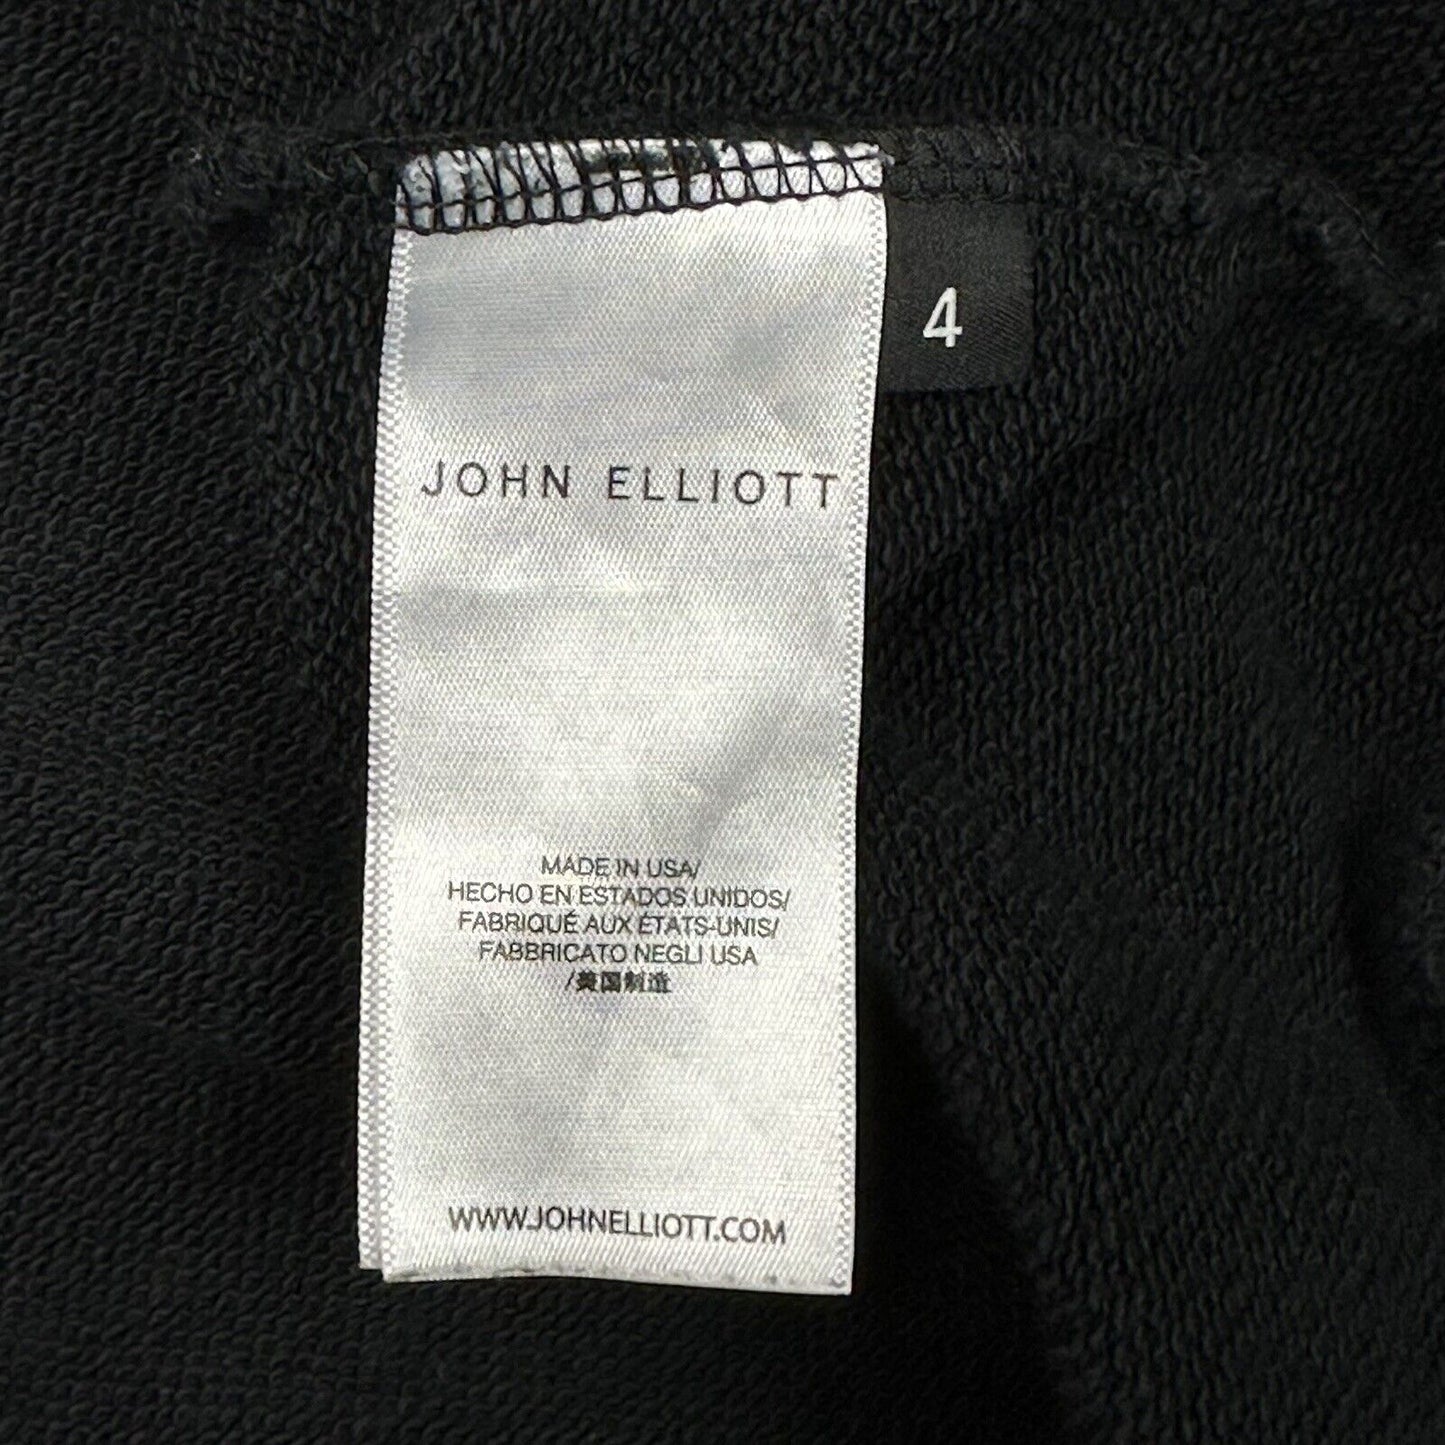 4
JOHN ELLIOTT
MADE IN USA/
HECHO EN ESTADOS UNIDOS/
FABRIQUÉ AUX ÉTATS-UNIS/
FABBRICATO NEGLI USA
/美国制造
WWW.JOHNELLIOTT.COM